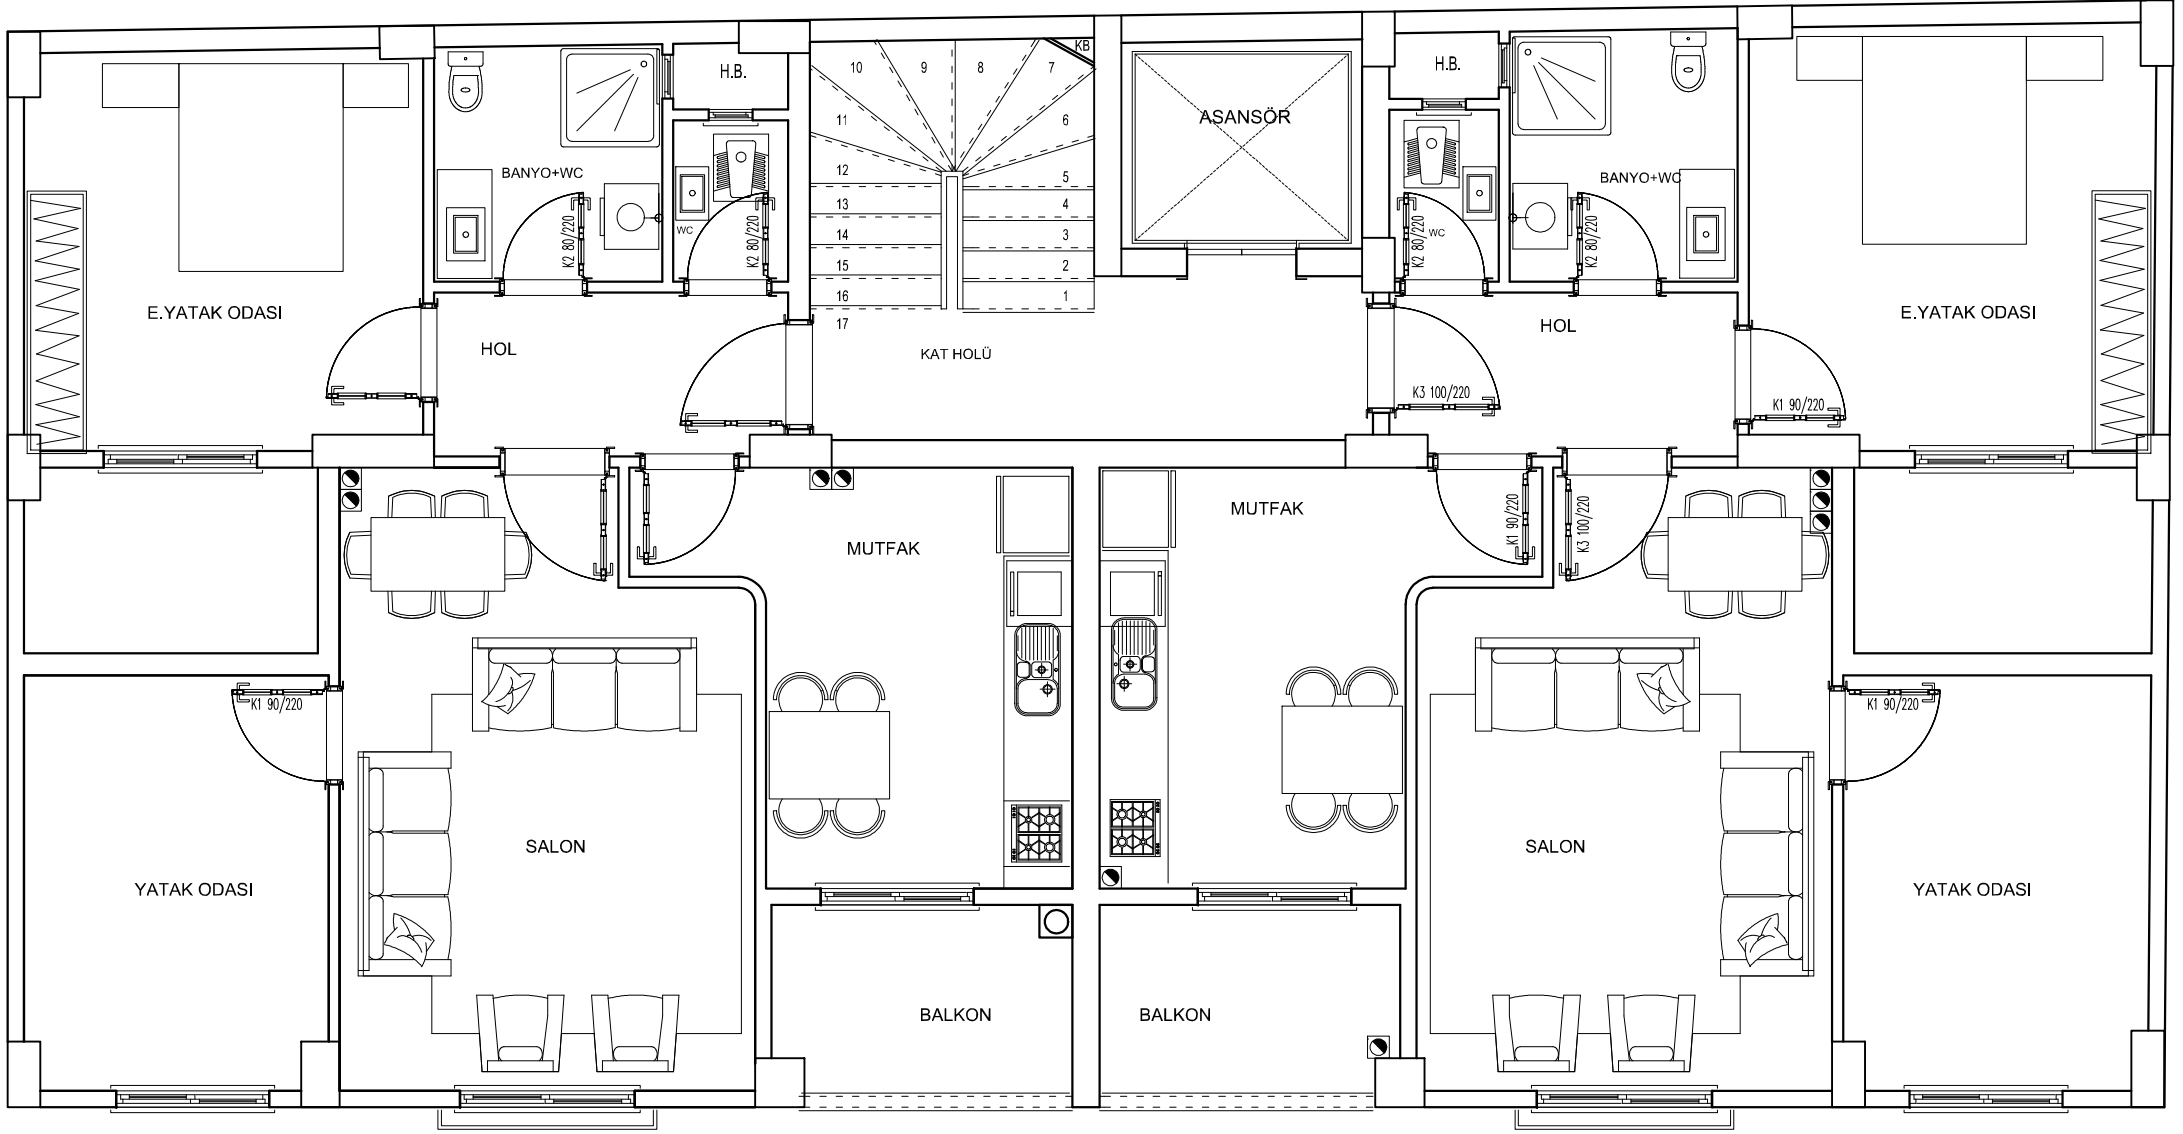 KB
H.B.
H.B.
10
9
8
7
11
6
ASANSÖR
12
5
BANYO+WC
BANYO+WC
13
4
14
3
WC
WC
K2 80/220
K2 80/220
K2 80/220
K2 80/220
15
2
16
1
17
E.YATAK ODASI
E.YATAK ODASI
HOL
HOL
KAT HOLÜ
K3 100/220
K1 90/220
MUTFAK
MUTFAK
K1 90/220
K3 100/220
K1 90/220
K1 90/220
SALON
SALON
YATAK ODASI
YATAK ODASI
BALKON
BALKON